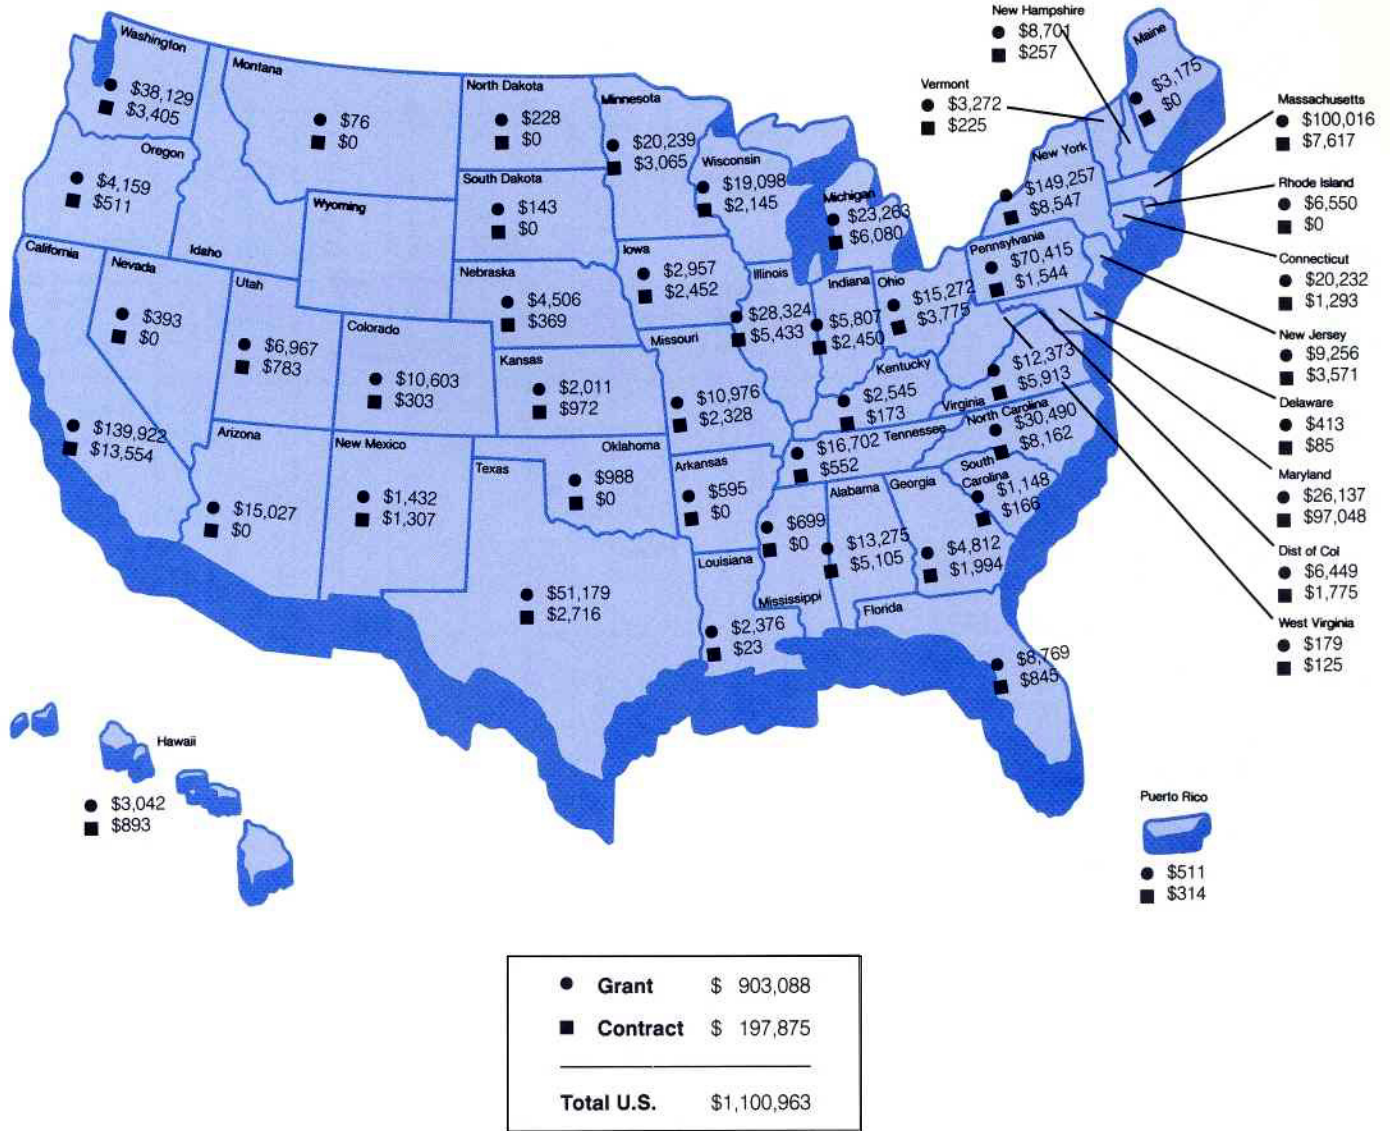 Washington
$38,129
$3,405
Oregon
$4,159
$511
California
$139,922
$13,554
Nevada
$393
$0
Idaho
Montana
$76
$0
Wyoming
Utah
$6,967
$783
Colorado
$10,603
$303
Arizona
$15,027
$0
New Mexico
$1,432
$1,307
North Dakota
$228
$0
South Dakota
$143
$0
Nebraska
$4,506
$369
Kansas
$2,011
$972
Oklahoma
$988
$0
Texas
$51,179
$2,716
Minnesota
$20,239
$3,065
Iowa
$2,957
$2,452
Missouri
$10,976
$2,328
Arkansas
$595
$0
Louisiana
$2,376
$23
Wisconsin
$19,098
$2,145
Illinois
$28,324
$5,433
Michigan
$23,263
$6,080
Indiana
$5,807
$2,450
Ohio
$15,272
$3,775
Kentucky
$2,545
$173
Tennessee
$16,702
$552
Mississippi
$699
$0
Alabama
$13,275
$5,105
Georgia
$4,812
$1,994
Florida
$8,769
$845
South
Carolina
$1,148
$166
North Carolina
$30,490
$8,162
Virginia
$12,373
$5,913
Pennsylvania
$70,415
$1,544
New York
$149,257
$8,547
Vermont
$3,272
$225
New Hampshire
$8,701
$257
Maine
$3,175
$0
Massachusetts
$100,016
$7,617
Rhode Island
$6,550
$0
Connecticut
$20,232
$1,293
New Jersey
$9,256
$3,571
Delaware
$413
$85
Maryland
$26,137
$97,048
Dist of Col
$6,449
$1,775
West Virginia
$179
$125
Hawaii
$3,042
$893
Puerto Rico
$511
$314
Grant $ 903,088
Contract $ 197,875
Total U.S. $1,100,963